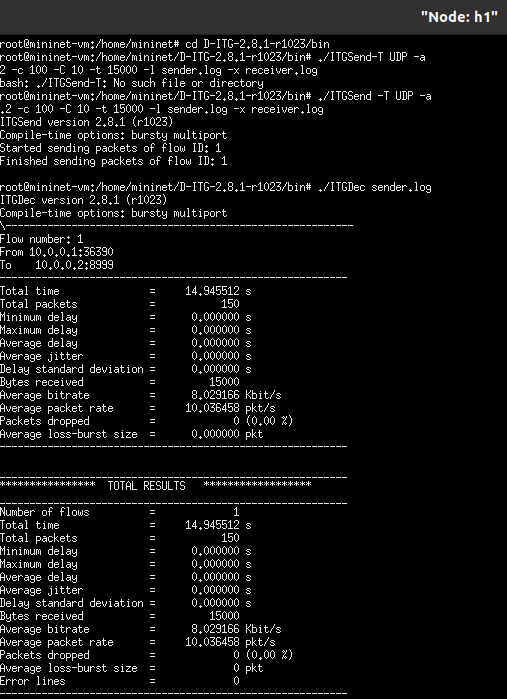 "Node: h1"
root@mininet-vm:/home/mininet# cd D-ITG-2.8.1-r1023/bin
root@mininet-vm:/home/mininet/D-ITG-2.8.1-r1023/bin# ./ITGSend-T UDP -a
2 -c 100 -C 10 -t 15000 -l sender.log -x receiver.log
bash: ./ITGSend-T: No such file or directory
root@mininet-vm:/home/mininet/D-ITG-2.8.1-r1023/bin# ./ITGSend -T UDP -a
.2 -c 100 -C 10 -t 15000 -l sender.log -x receiver.log
ITGSend version 2.8.1 (r1023)
Compile-time options: bursty multiport
Started sending packets of flow ID: 1
Finished sending packets of flow ID: 1
root@mininet-vm:/home/mininet/D-ITG-2.8.1-r1023/bin# ./ITGDec sender.log
ITGDec version 2.8.1 (r1023)
Compile-time options: bursty multiport
\----------------------------------------------------------
Flow number: 1
From 10.0.0.1:36390
To    10.0.0.2:8999
----------------------------------------------------------
Total time               =     14.945512 s
Total packets            =           150
Minimum delay            =      0.000000 s
Maximum delay            =      0.000000 s
Average delay            =      0.000000 s
Average jitter           =      0.000000 s
Delay standard deviation =      0.000000 s
Bytes received           =         15000
Average bitrate          =      8.029166 Kbit/s
Average packet rate      =     10.036458 pkt/s
Packets dropped          =             0 (0.00 %)
Average loss-burst size  =      0.000000 pkt
----------------------------------------------------------
----------------------------------------------------------
****************  TOTAL RESULTS   ******************
----------------------------------------------------------
Number of flows          =             1
Total time               =     14.945512 s
Total packets            =           150
Minimum delay            =      0.000000 s
Maximum delay            =      0.000000 s
Average delay            =      0.000000 s
Average jitter           =      0.000000 s
Delay standard deviation =      0.000000 s
Bytes received           =         15000
Average bitrate          =      8.029166 Kbit/s
Average packet rate      =     10.036458 pkt/s
Packets dropped          =             0 (0.00 %)
Average loss-burst size  =             0 pkt
Error lines              =             0
----------------------------------------------------------